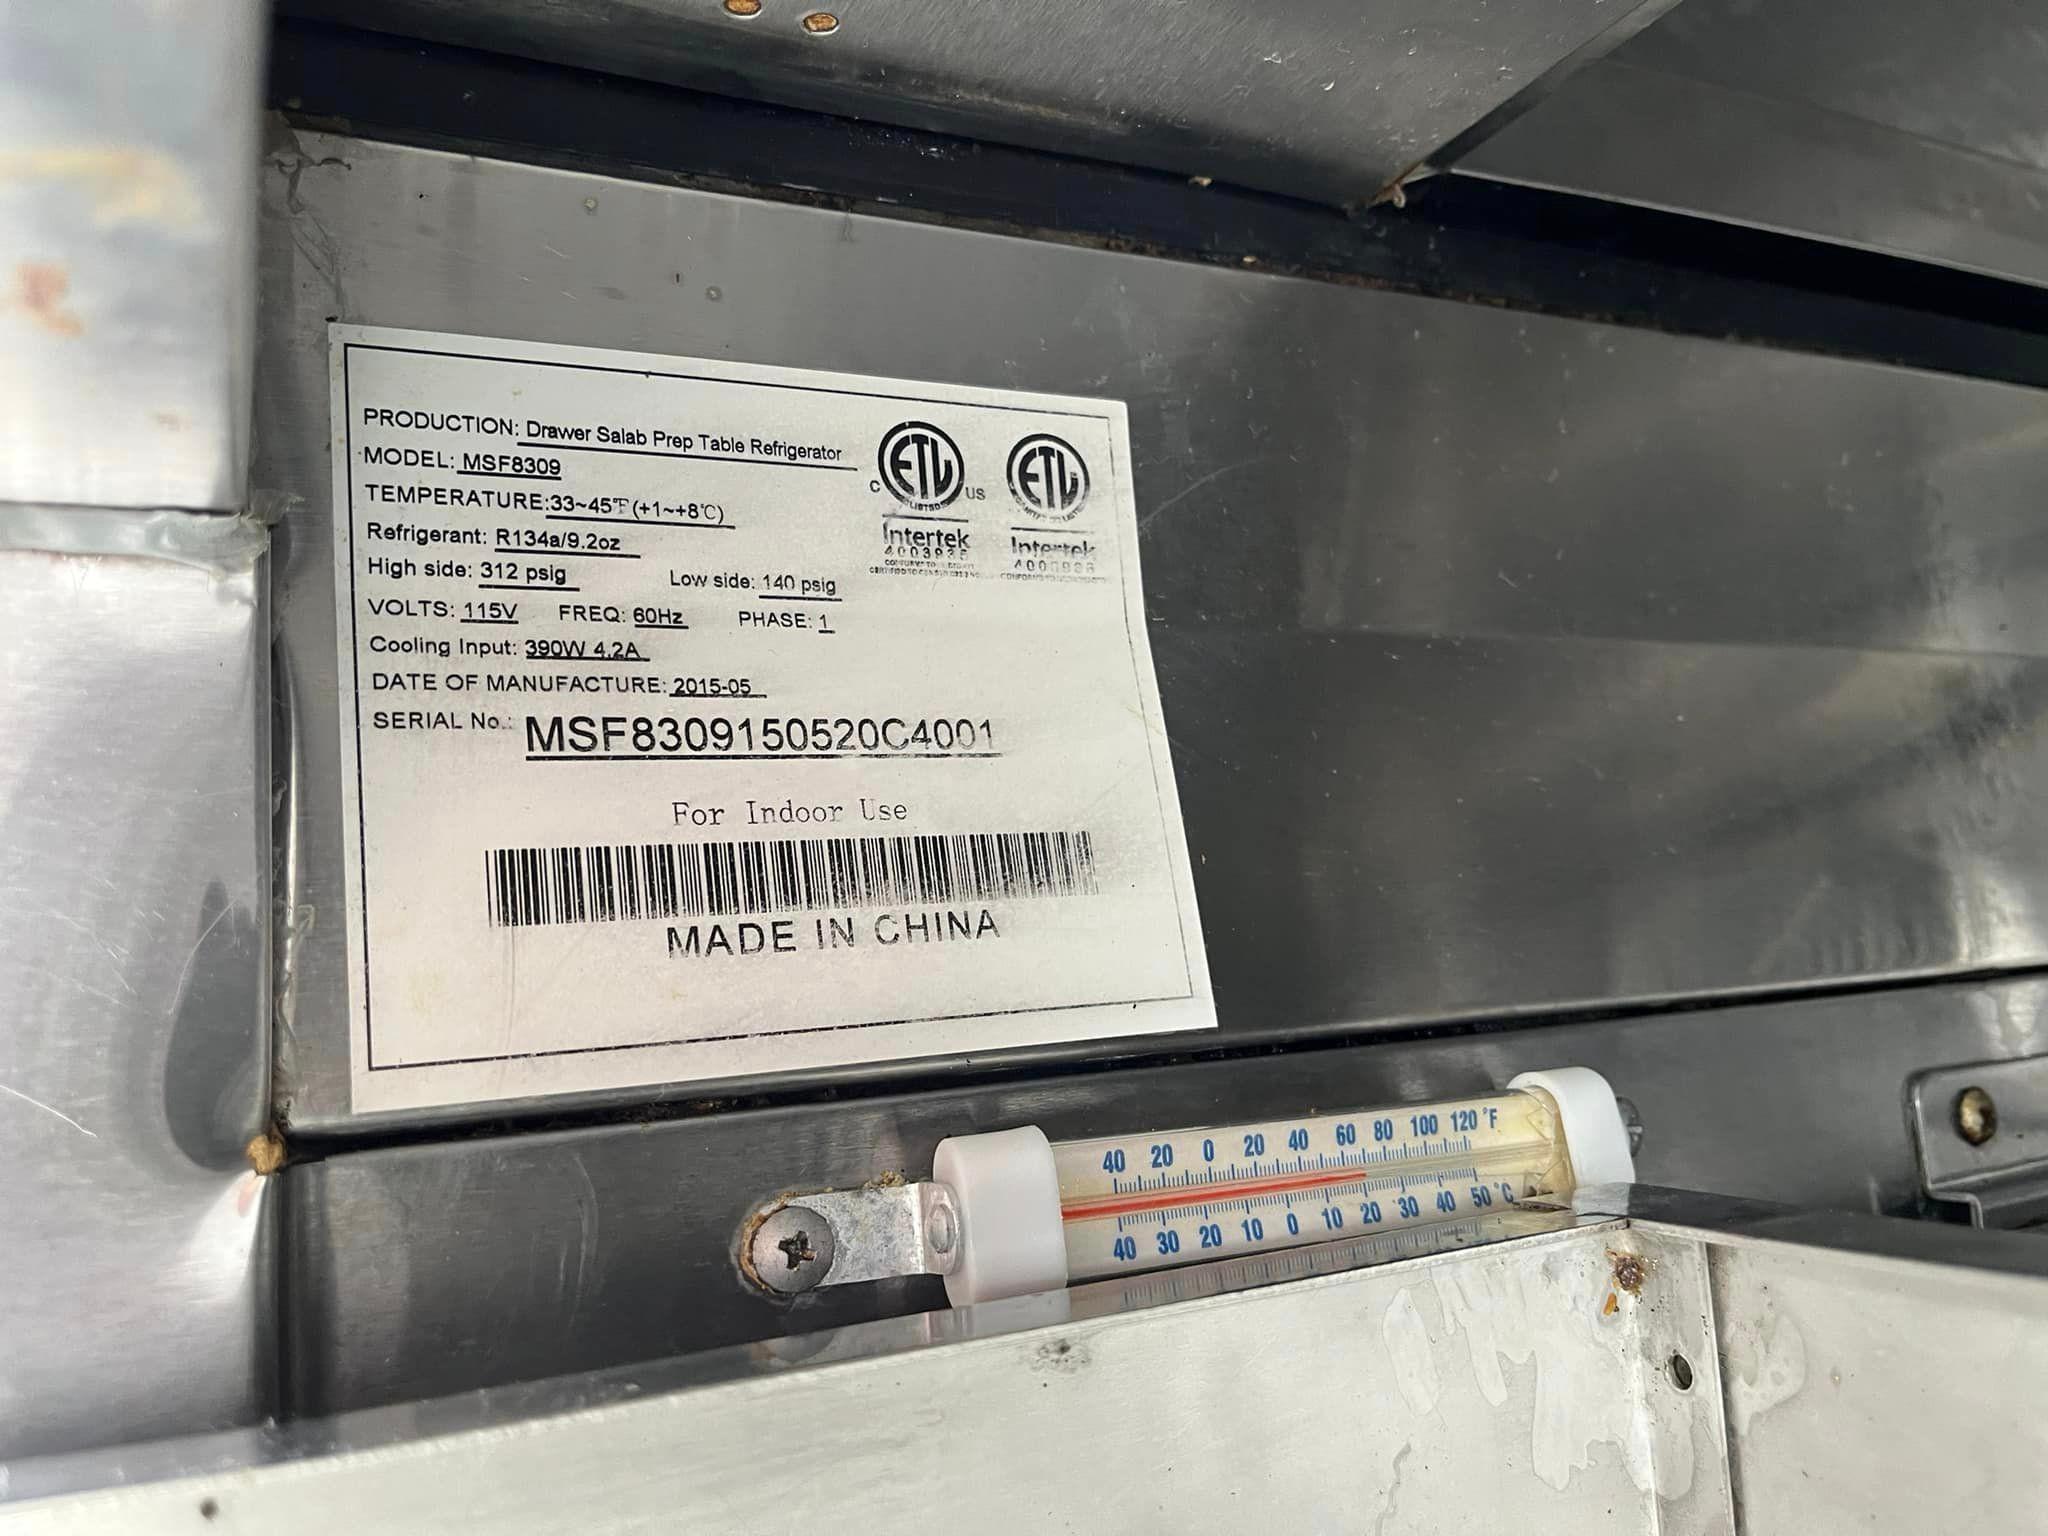 PRODUCTION: Drawer Salab Prep Table Refrigerator
MODEL: MSF8309
TEMPERATURE:33~45℉(+1~+8℃)
Refrigerant: R134a/9.2oz
High side: 312 psig Low side: 140 psig
VOLTS: 115V FREQ: 60Hz PHASE: 1
Cooling Input: 390W 4.2A
DATE OF MANUFACTURE: 2015-05
SERIAL No.: MSF8309150520C4001
ETL ETL
C US
LISTED
Intertek Intertek
For Indoor Use
MADE IN CHINA
40 20 0 20 40 60 80 100 120 °F
40 30 20 10 0 10 20 30 40 50 °C